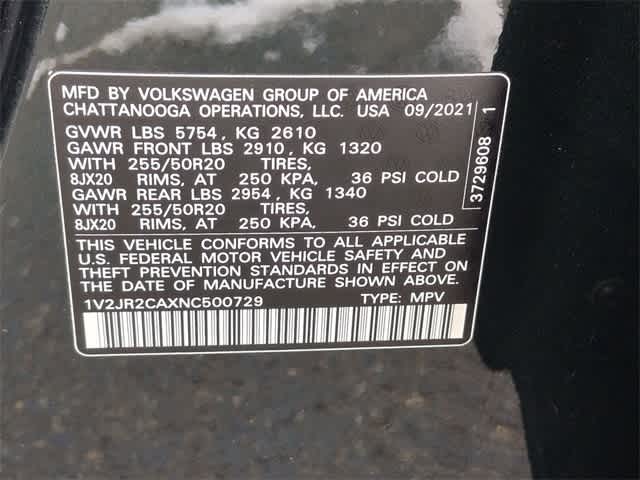 MFD BY VOLKSWAGEN GROUP OF AMERICA
CHATTANOOGA OPERATIONS, LLC. USA 09/2021
GVWR LBS 5754, KG 2610
GAWR FRONT LBS 2910, KG 1320
WITH 255/50R20 TIRES,
8JX20 RIMS, AT 250 KPA, 36 PSI COLD
GAWR REAR LBS 2954, KG 1340
WITH 255/50R20 TIRES,
8JX20 RIMS, AT 250 KPA, 36 PSI COLD
THIS VEHICLE CONFORMS TO ALL APPLICABLE
U.S. FEDERAL MOTOR VEHICLE SAFETY AND
THEFT PREVENTION STANDARDS IN EFFECT ON
THE DATE OF MANUFACTURE SHOWN ABOVE.
1V2JR2CAXNC500729 TYPE: MPV
3729608 1